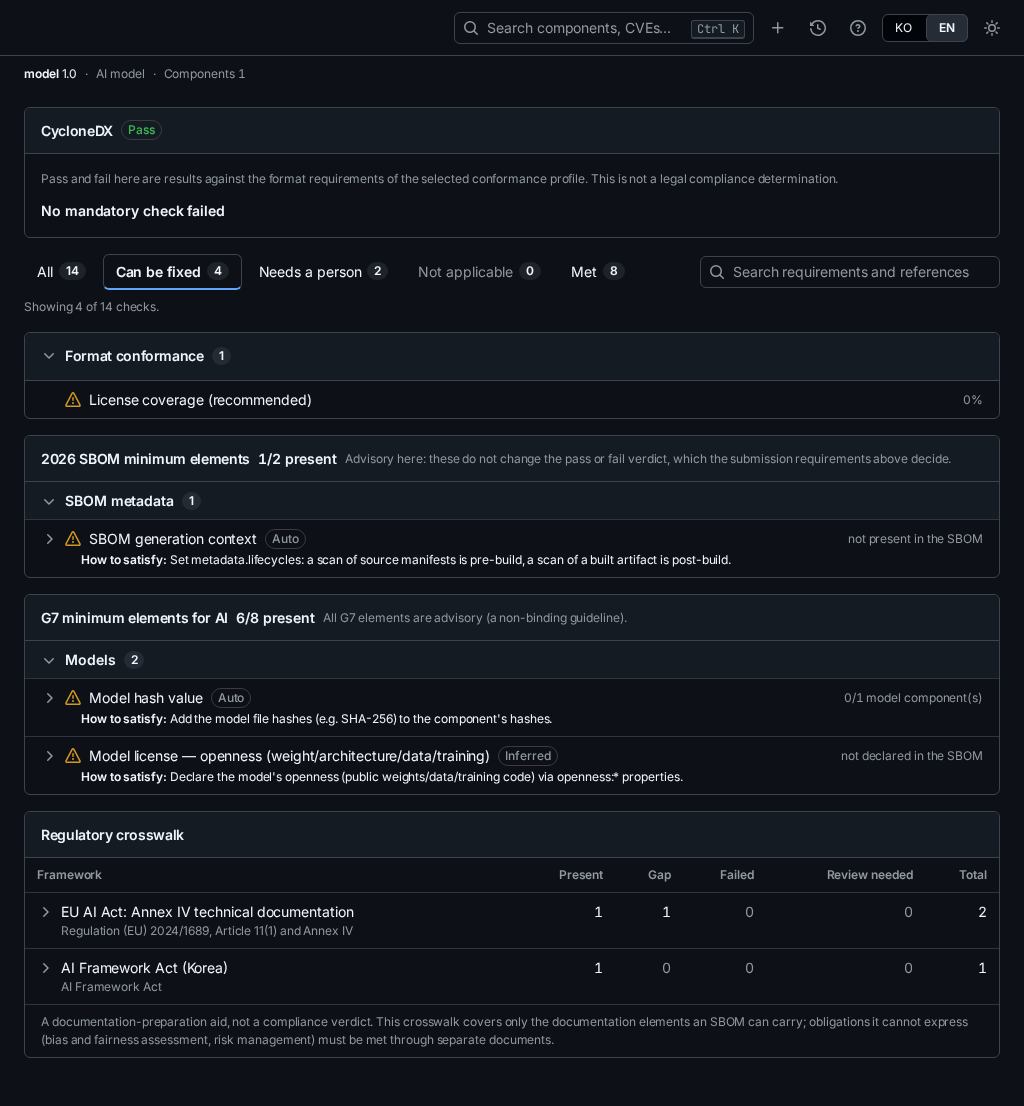 Search components, CVEs... Ctrl K KO EN
model 1.0 · AI model · Components 1
CycloneDX Pass
Pass and fail here are results against the format requirements of the selected conformance profile. This is not a legal compliance determination.
No mandatory check failed
All 14 Can be fixed 4 Needs a person 2 Not applicable 0 Met 8 Search requirements and references
Showing 4 of 14 checks.
Format conformance 1
License coverage (recommended) 0%
2026 SBOM minimum elements 1/2 present Advisory here: these do not change the pass or fail verdict, which the submission requirements above decide.
SBOM metadata 1
SBOM generation context Auto not present in the SBOM
How to satisfy: Set metadata.lifecycles: a scan of source manifests is pre-build, a scan of a built artifact is post-build.
G7 minimum elements for AI 6/8 present All G7 elements are advisory (a non-binding guideline).
Models 2
Model hash value Auto 0/1 model component(s)
How to satisfy: Add the model file hashes (e.g. SHA-256) to the component's hashes.
Model license — openness (weight/architecture/data/training) Inferred not declared in the SBOM
How to satisfy: Declare the model's openness (public weights/data/training code) via openness:* properties.
Regulatory crosswalk
Framework Present Gap Failed Review needed Total
EU AI Act: Annex IV technical documentation 1 1 0 0 2
Regulation (EU) 2024/1689, Article 11(1) and Annex IV
AI Framework Act (Korea) 1 0 0 0 1
AI Framework Act
A documentation-preparation aid, not a compliance verdict. This crosswalk covers only the documentation elements an SBOM can carry; obligations it cannot express
(bias and fairness assessment, risk management) must be met through separate documents.